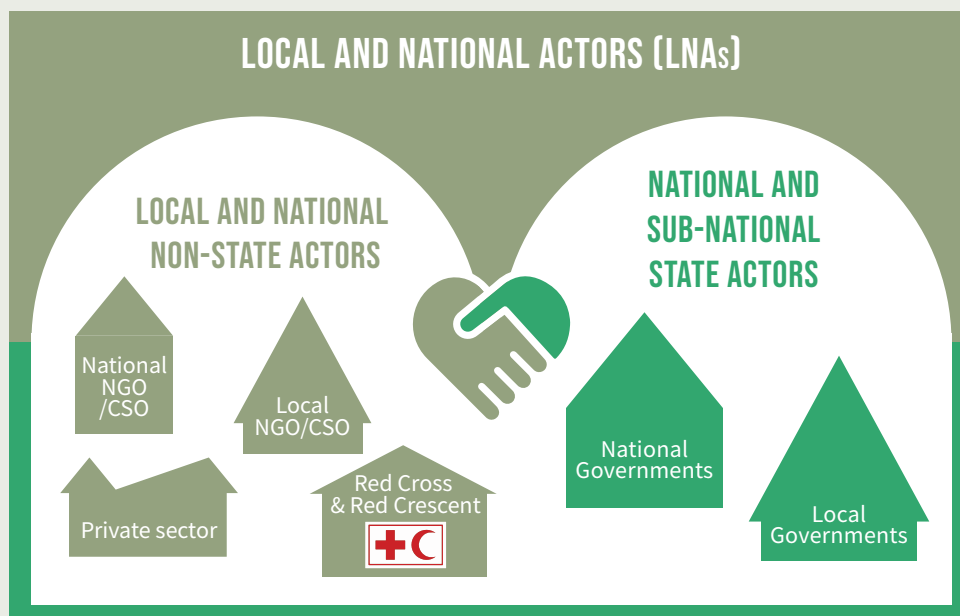 LOCAL AND NATIONAL ACTORS (LNAs)
LOCAL AND NATIONAL
NON-STATE ACTORS
National
NGO
/CSO
Local
NGO/CSO
Private sector
Red Cross
& Red Crescent
NATIONAL AND
SUB-NATIONAL
STATE ACTORS
National
Governments
Local
Governments